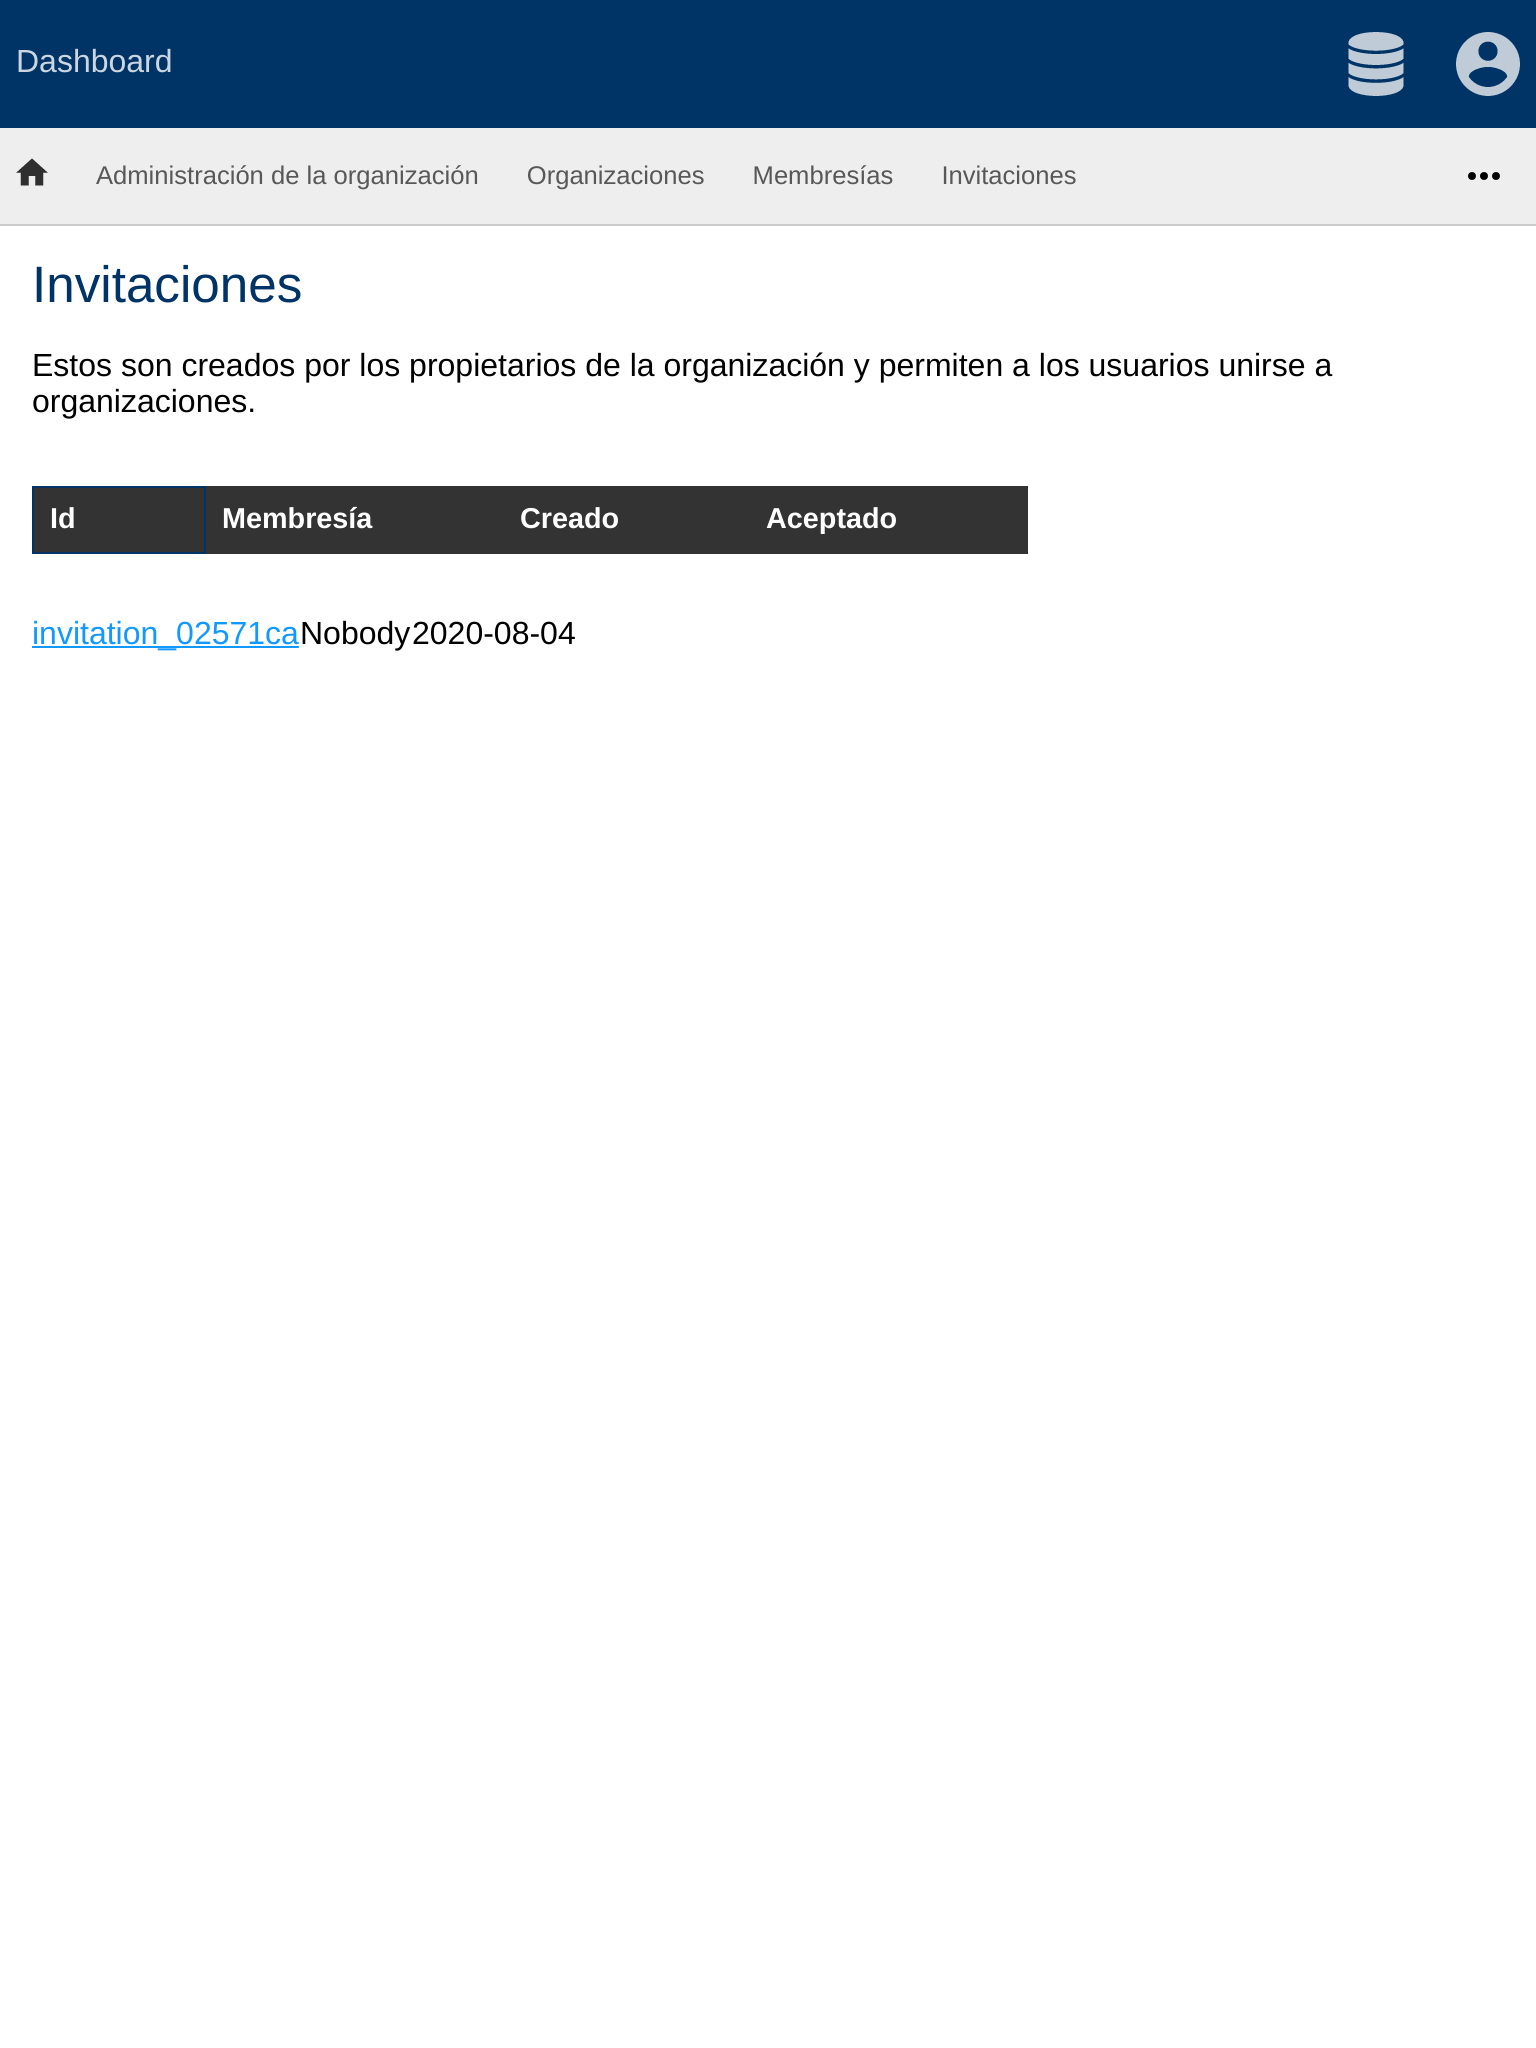 Dashboard
Administración de la organización Organizaciones Membresías Invitaciones
Invitaciones
Estos son creados por los propietarios de la organización y permiten a los usuarios unirse a
organizaciones.
Id Membresía Creado Aceptado
invitation_02571caNobody2020-08-04